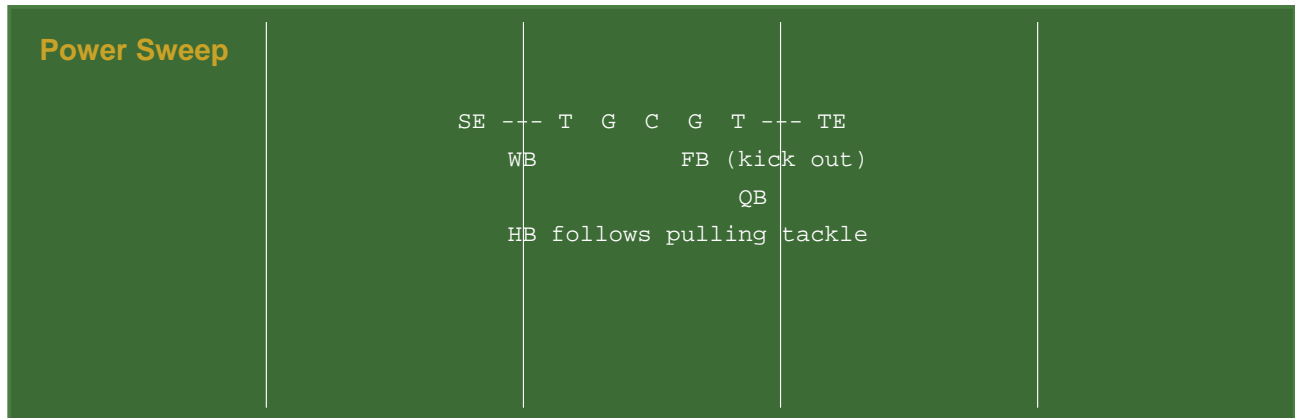 Power Sweep
SE --- T G C G T --- TE
WB FB (kick out)
QB
HB follows pulling tackle